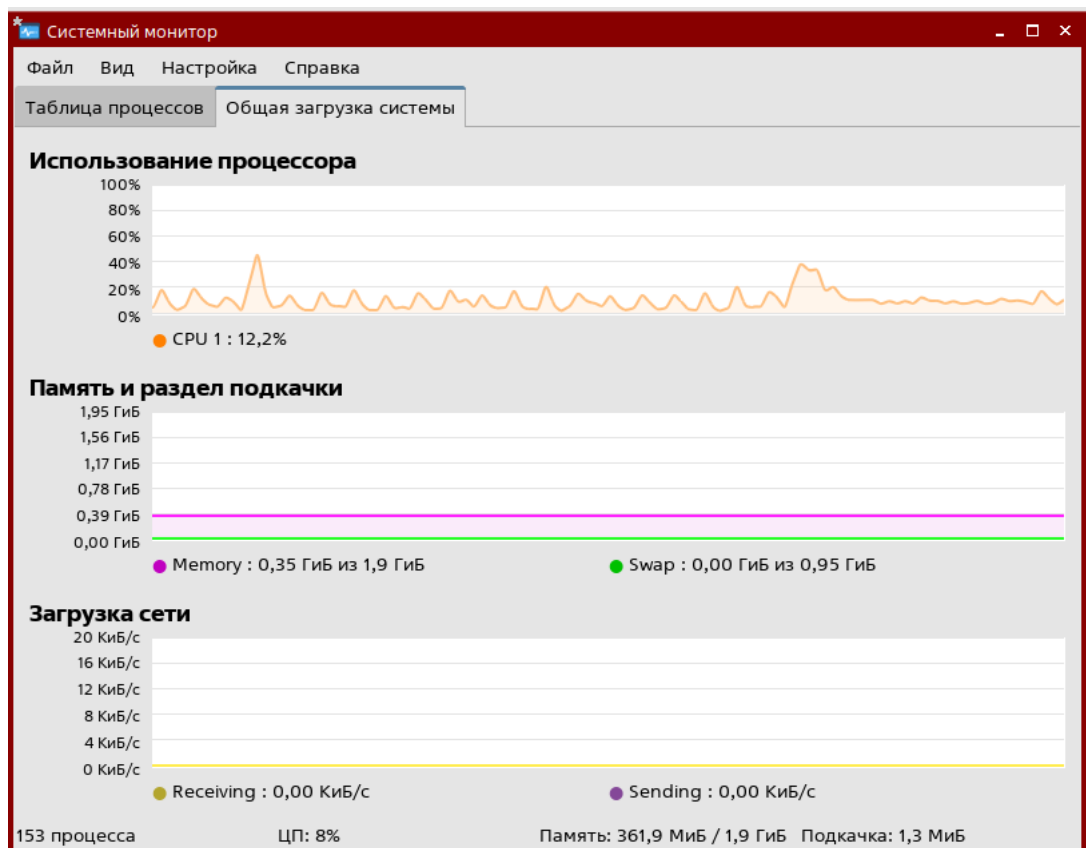 Системный монитор
Файл Вид Настройка Справка
Таблица процессов Общая загрузка системы
Использование процессора
100%
80%
60%
40%
20%
0%
CPU 1 : 12,2%
Память и раздел подкачки
1,95 ГиБ
1,56 ГиБ
1,17 ГиБ
0,78 ГиБ
0,39 ГиБ
0,00 ГиБ
Memory : 0,35 ГиБ из 1,9 ГиБ Swap : 0,00 ГиБ из 0,95 ГиБ
Загрузка сети
20 КиБ/с
16 КиБ/с
12 КиБ/с
8 КиБ/с
4 КиБ/с
0 КиБ/с
Receiving : 0,00 КиБ/с Sending : 0,00 КиБ/с
153 процесса ЦП: 8% Память: 361,9 МиБ / 1,9 ГиБ Подкачка: 1,3 МиБ